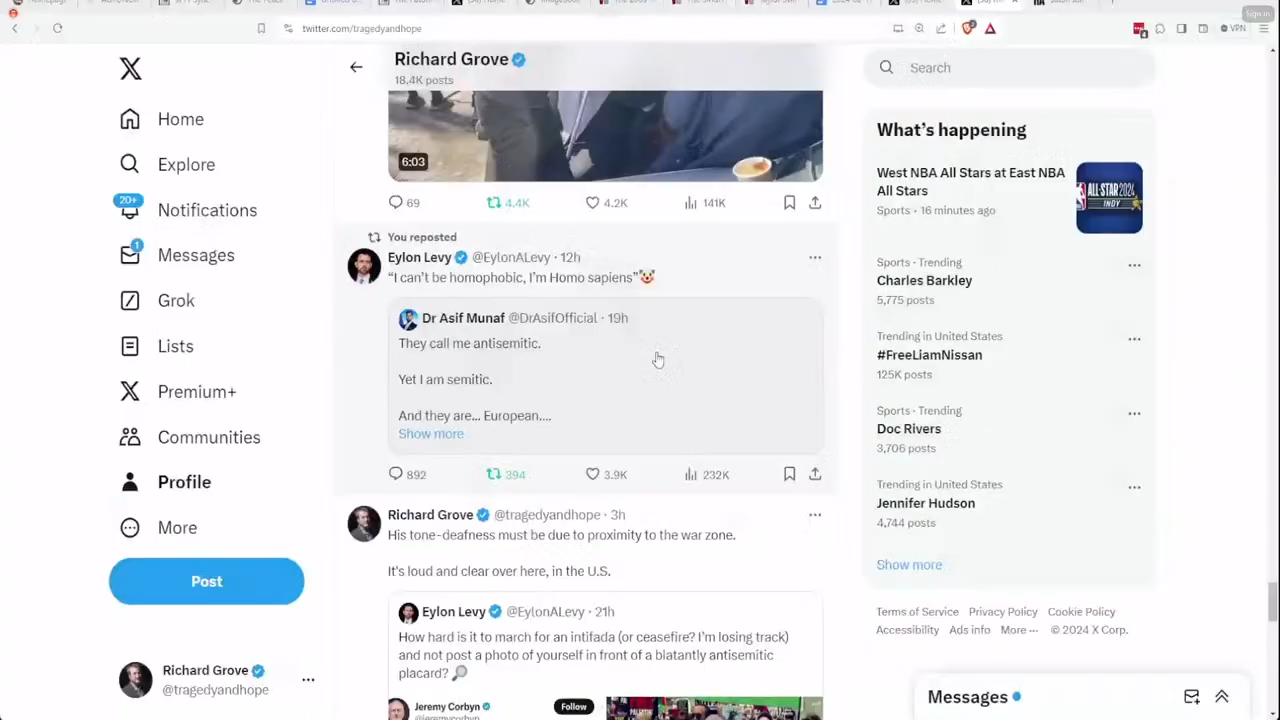 Sign in
twitter.com/tragedyandhope
VPN
Home
Explore
20+
Notifications
1
Messages
Grok
Lists
Premium+
Communities
Profile
More
Post
Richard Grove
@tragedyandhope
Richard Grove
18.4K posts
6:03
69
4.4K
4.2K
141K
You reposted
Eylon Levy @EylonALevy · 12h
“I can’t be homophobic, I’m Homo sapiens”
Dr Asif Munaf @DrAsifOfficial · 19h
They call me antisemitic.
Yet I am semitic.
And they are... European....
Show more
892
394
3.9K
232K
Richard Grove @tragedyandhope · 3h
His tone-deafness must be due to proximity to the war zone.
It's loud and clear over here, in the U.S.
Eylon Levy @EylonALevy · 21h
How hard is it to march for an intifada (or ceasefire? I’m losing track)
and not post a photo of yourself in front of a blatantly antisemitic
placard?
Jeremy Corbyn
Follow
Search
What’s happening
West NBA All Stars at East NBA
All Stars
Sports · 16 minutes ago
ALL-STAR 2024
INDY
Sports · Trending
Charles Barkley
5,775 posts
Trending in United States
#FreeLiamNissan
125K posts
Sports · Trending
Doc Rivers
3,706 posts
Trending in United States
Jennifer Hudson
4,744 posts
Show more
Terms of Service Privacy Policy Cookie Policy
Accessibility Ads info More ··· © 2024 X Corp.
Messages